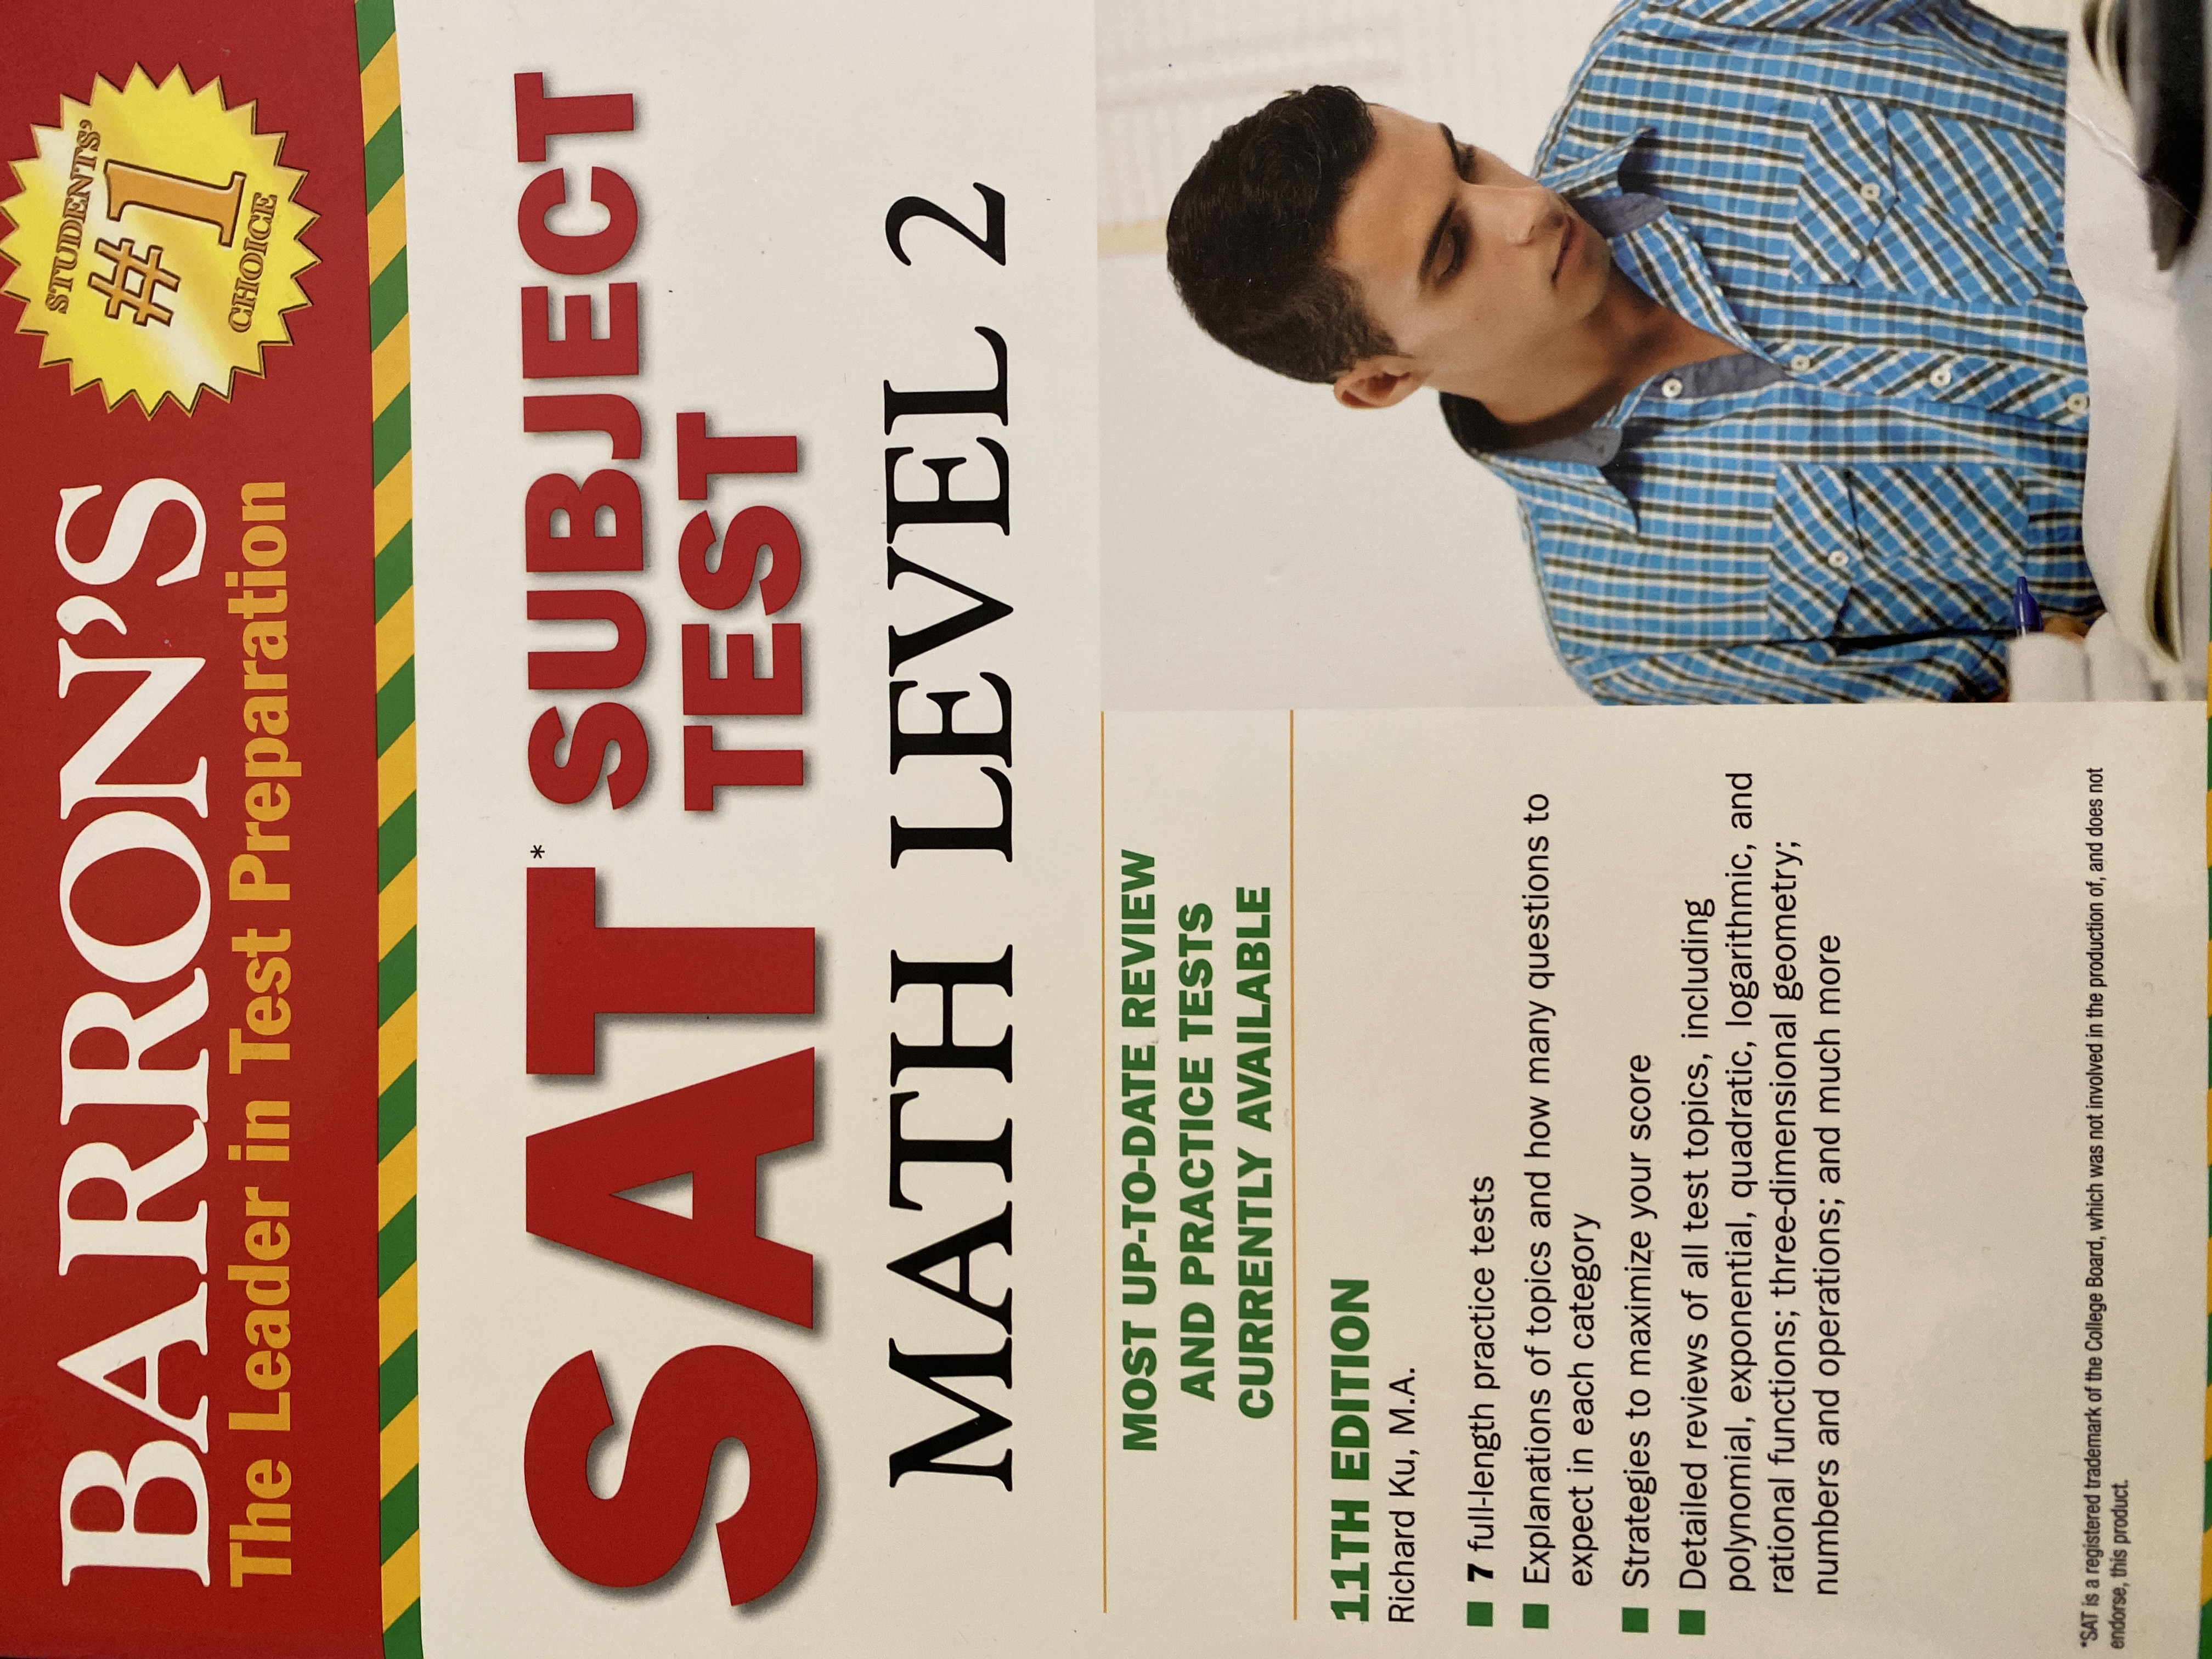 BARRON'S
The Leader in Test Preparation
STUDENTS'
#1
CHOICE
SAT* SUBJECT
TEST
MATH LEVEL 2
MOST UP-TO-DATE REVIEW
AND PRACTICE TESTS
CURRENTLY AVAILABLE
11TH EDITION
Richard Ku, M.A.
7 full-length practice tests
Explanations of topics and how many questions to
expect in each category
Strategies to maximize your score
Detailed reviews of all test topics, including
polynomial, exponential, quadratic, logarithmic, and
rational functions; three-dimensional geometry;
numbers and operations; and much more
*SAT is a registered trademark of the College Board, which was not involved in the production of, and does not
endorse, this product.